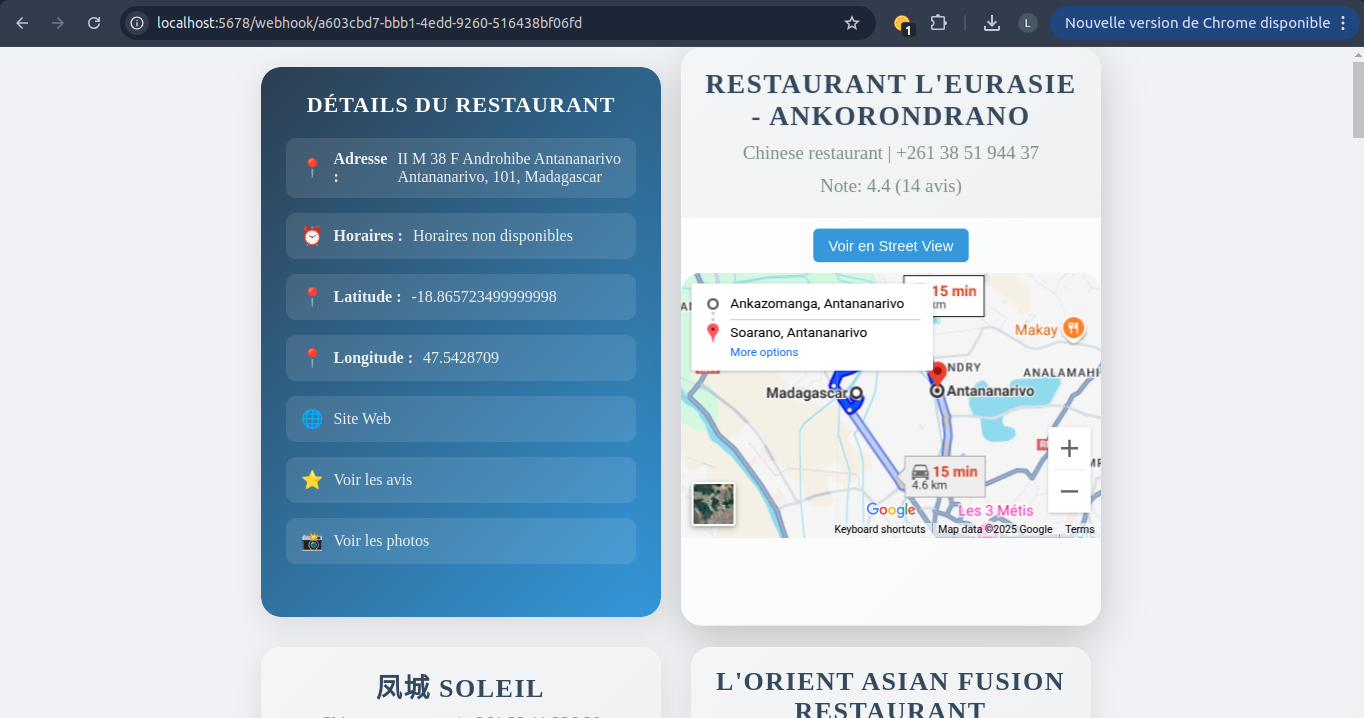 localhost:5678/webhook/a603cbd7-bbb1-4edd-9260-516438bf06fd
1
L
Nouvelle version de Chrome disponible
DÉTAILS DU RESTAURANT
Adresse :
II M 38 F Androhibe Antananarivo
Antananarivo, 101, Madagascar
Horaires : Horaires non disponibles
Latitude : -18.865723499999998
Longitude : 47.5428709
Site Web
Voir les avis
Voir les photos
RESTAURANT L'EURASIE
- ANKORONDRANO
Chinese restaurant | +261 38 51 944 37
Note: 4.4 (14 avis)
Voir en Street View
Ankazomanga, Antananarivo
Soarano, Antananarivo
More options
15 min
km
Makay
NDRY
ANALAMAHI
Madagascar
Antananarivo
15 min
4.6 km
Google
Les 3 Métis
Keyboard shortcuts
Map data ©2025 Google
Terms
凤城 SOLEIL
L'ORIENT ASIAN FUSION
RESTAURANT